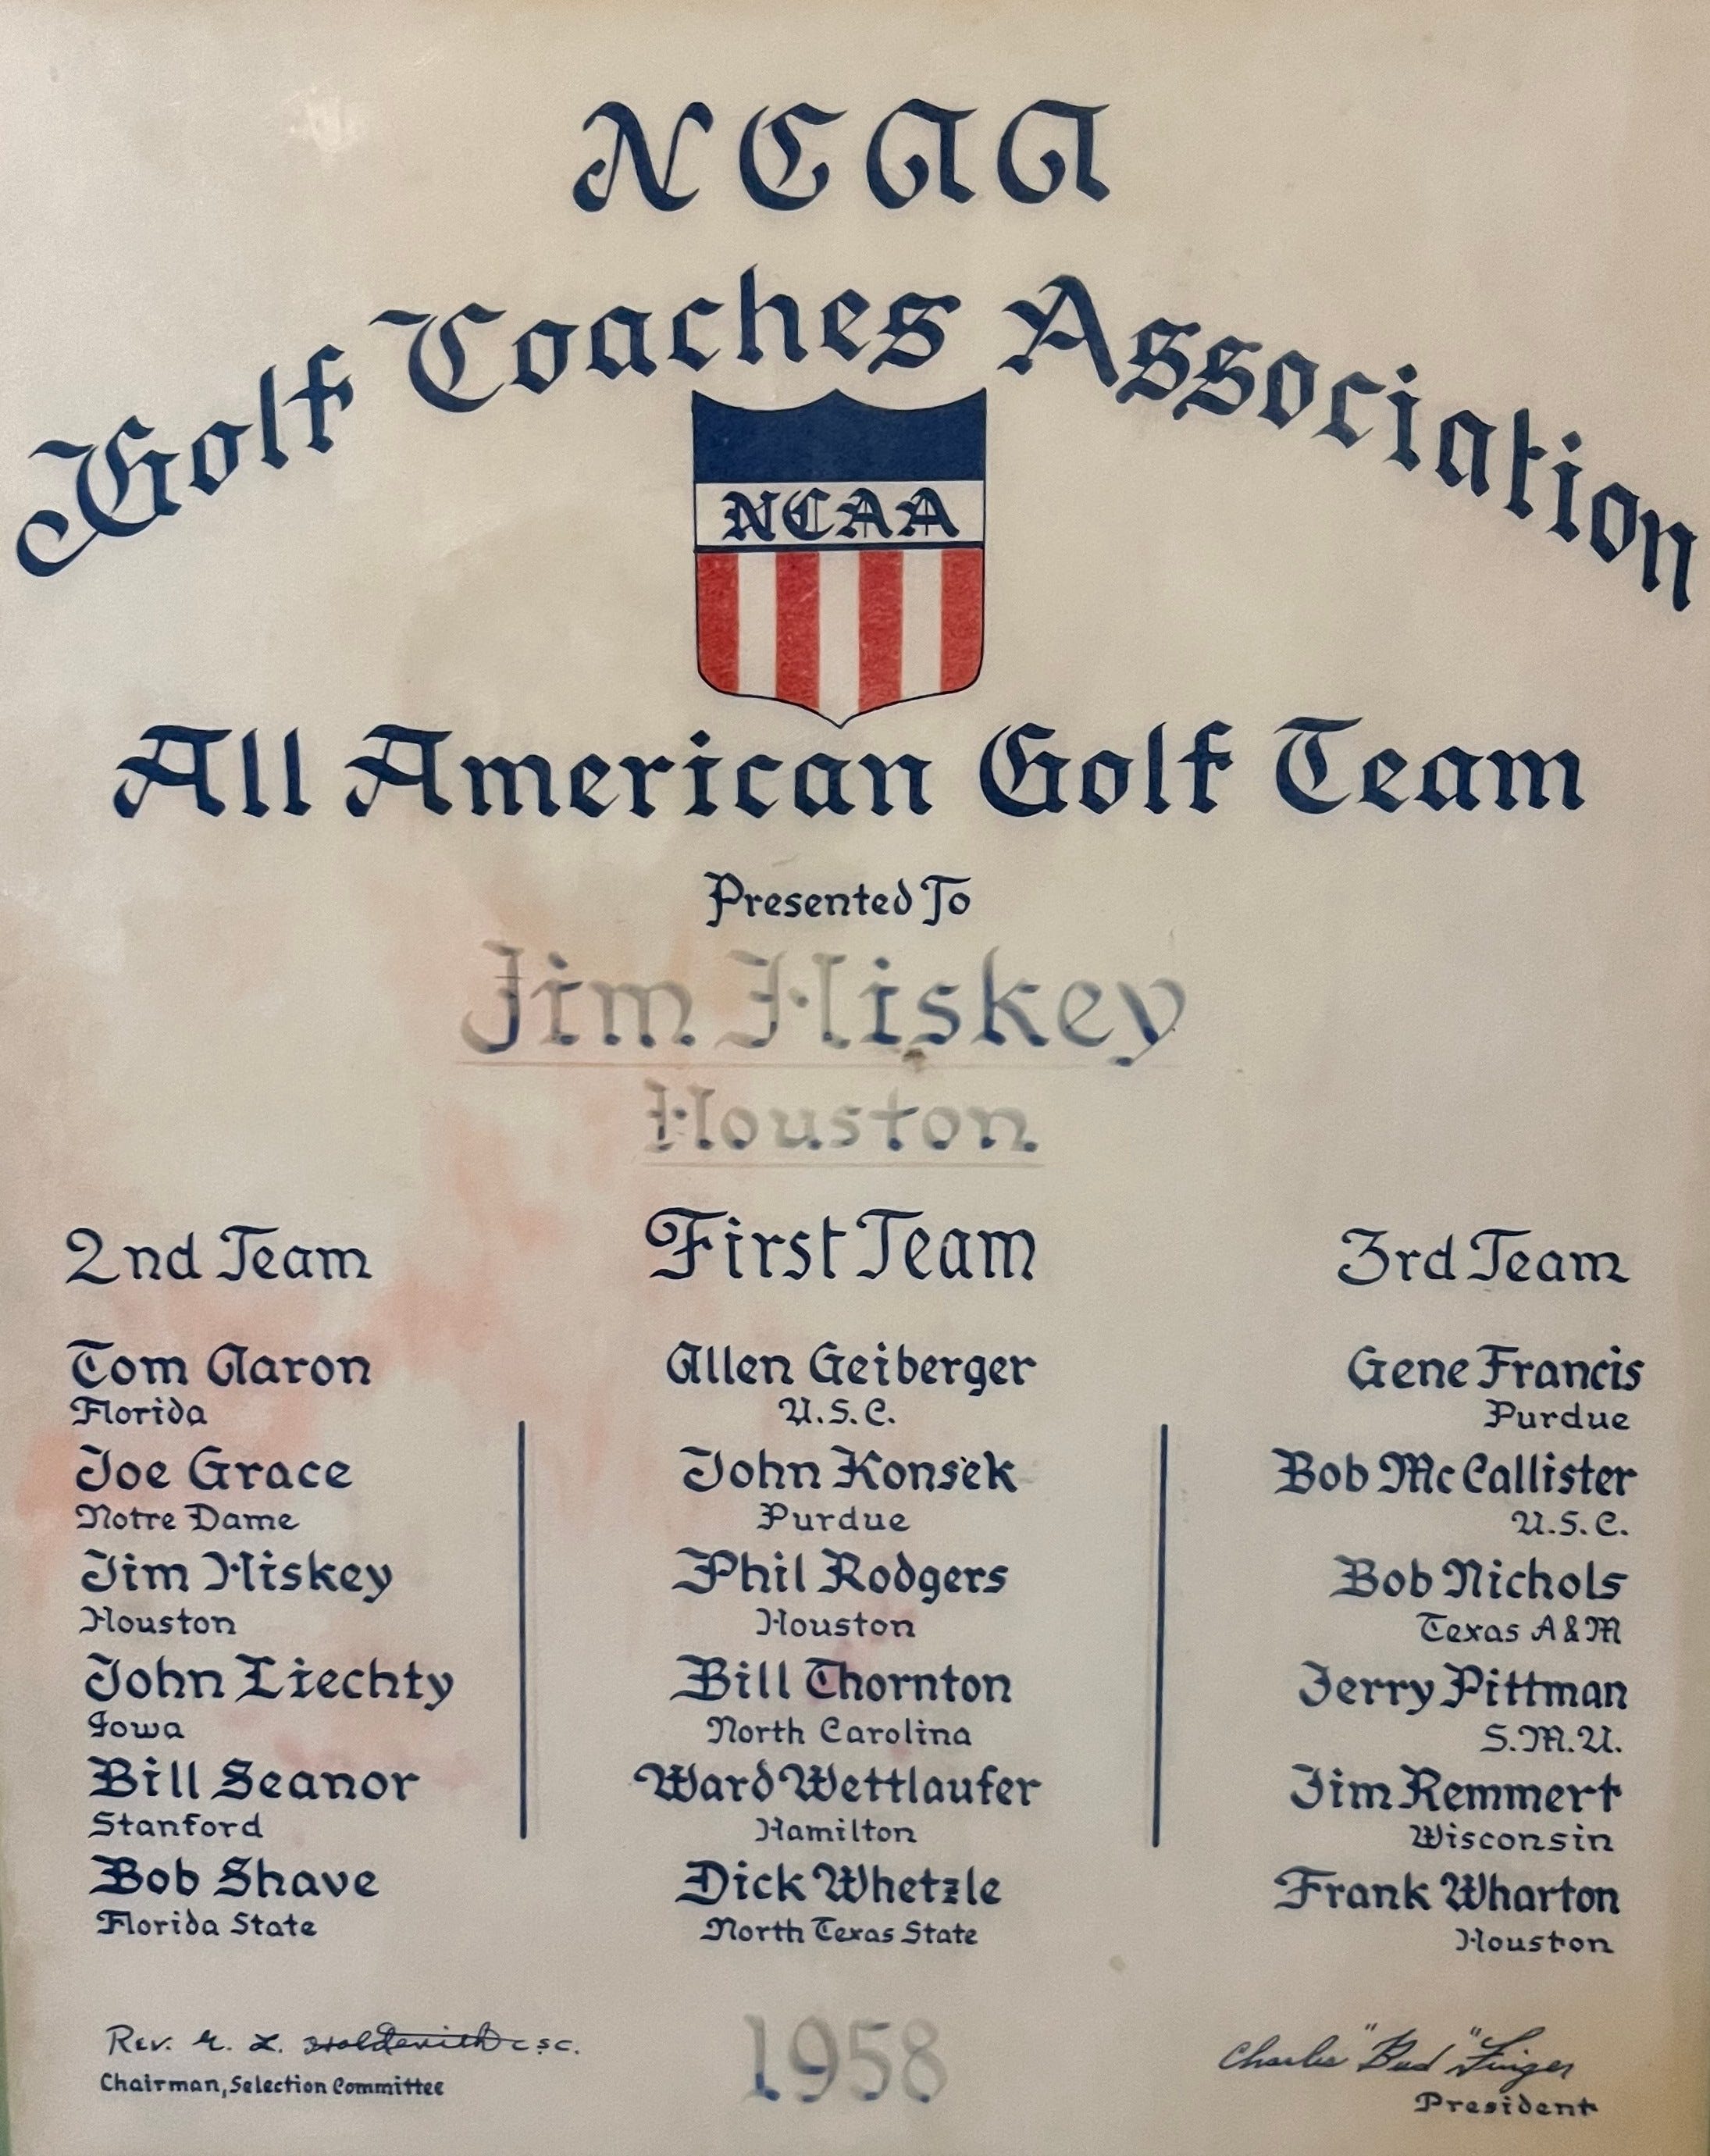 NCAA
Golf Coaches Association
NCAA
All American Golf Team
Presented To
Jim Hiskey
Houston
2nd Team
Tom Aaron
Florida
Joe Grace
Notre Dame
Jim Hiskey
Houston
John Liechty
Iowa
Bill Seanor
Stanford
Bob Shave
Florida State
First Team
Allen Geiberger
U.S.C.
John Konsek
Purdue
Phil Rodgers
Houston
Bill Thornton
North Carolina
Ward Wettlaufer
Hamilton
Dick Whetzle
North Texas State
3rd Team
Gene Francis
Purdue
Bob McCallister
U.S.C.
Bob Nichols
Texas A&M
Jerry Pittman
S.M.U.
Jim Remmert
Wisconsin
Frank Wharton
Houston
Rev. c.s.c.
Chairman, Selection Committee
1958
Charles "Bud" Finger
President